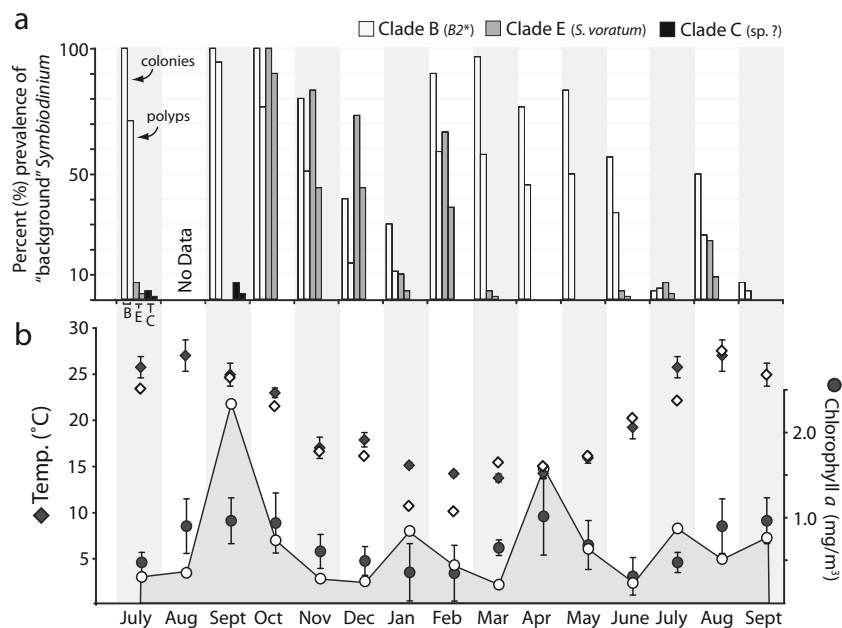 a
Clade B (B2*) Clade E (S. voratum) Clade C (sp. ?)
Percent (%) prevalence of
"background" Symbiodinium
100
50
10
colonies
polyps
No Data
B E C
b
30
25
20
15
10
5
Temp. (˚C)
2.0
1.0
Chlorophyll a (mg/m³)
July Aug Sept Oct Nov Dec Jan Feb Mar Apr May June July Aug Sept